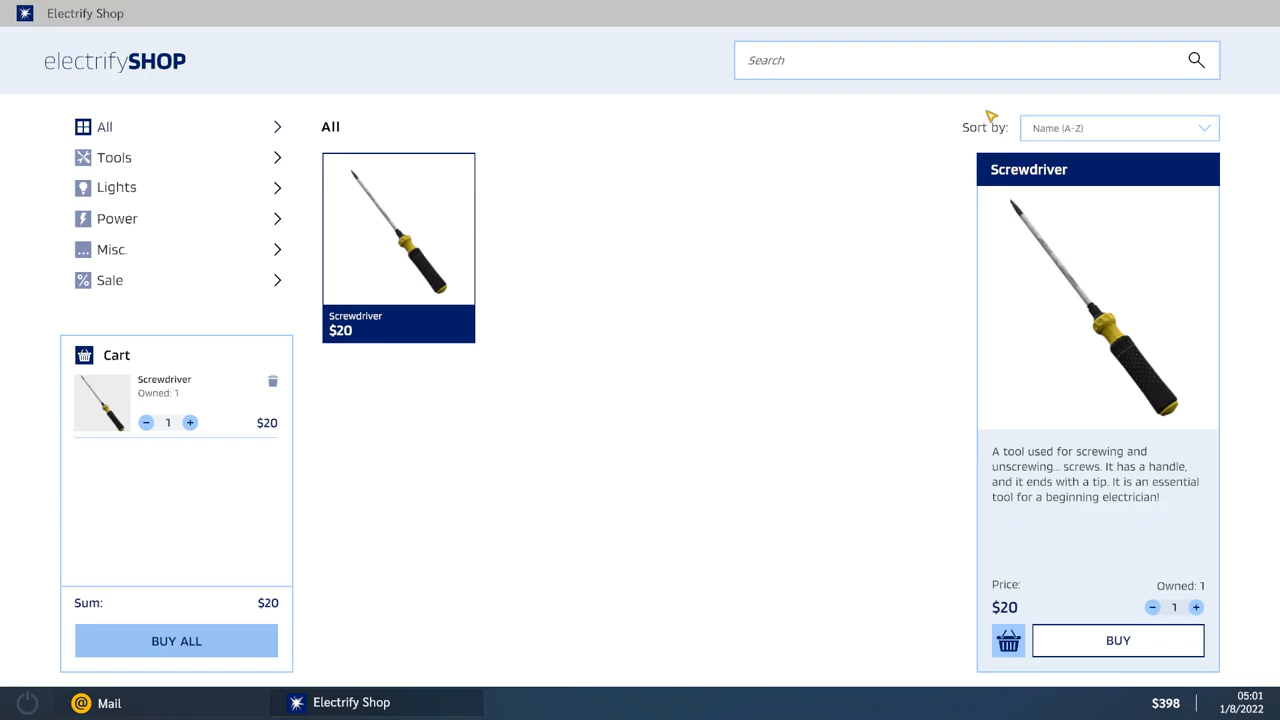 Electrify Shop
electrifySHOP
Search
All
Tools
Lights
Power
Misc.
Sale
All
Sort by:
Name (A-Z)
Screwdriver
$20
Cart
Screwdriver
Owned: 1
1
$20
Sum:
$20
BUY ALL
Screwdriver
A tool used for screwing and
unscrewing... screws. It has a handle,
and it ends with a tip. It is an essential
tool for a beginning electrician!
Price:
Owned: 1
$20
1
BUY
Mail
Electrify Shop
$398
05:01
1/8/2022